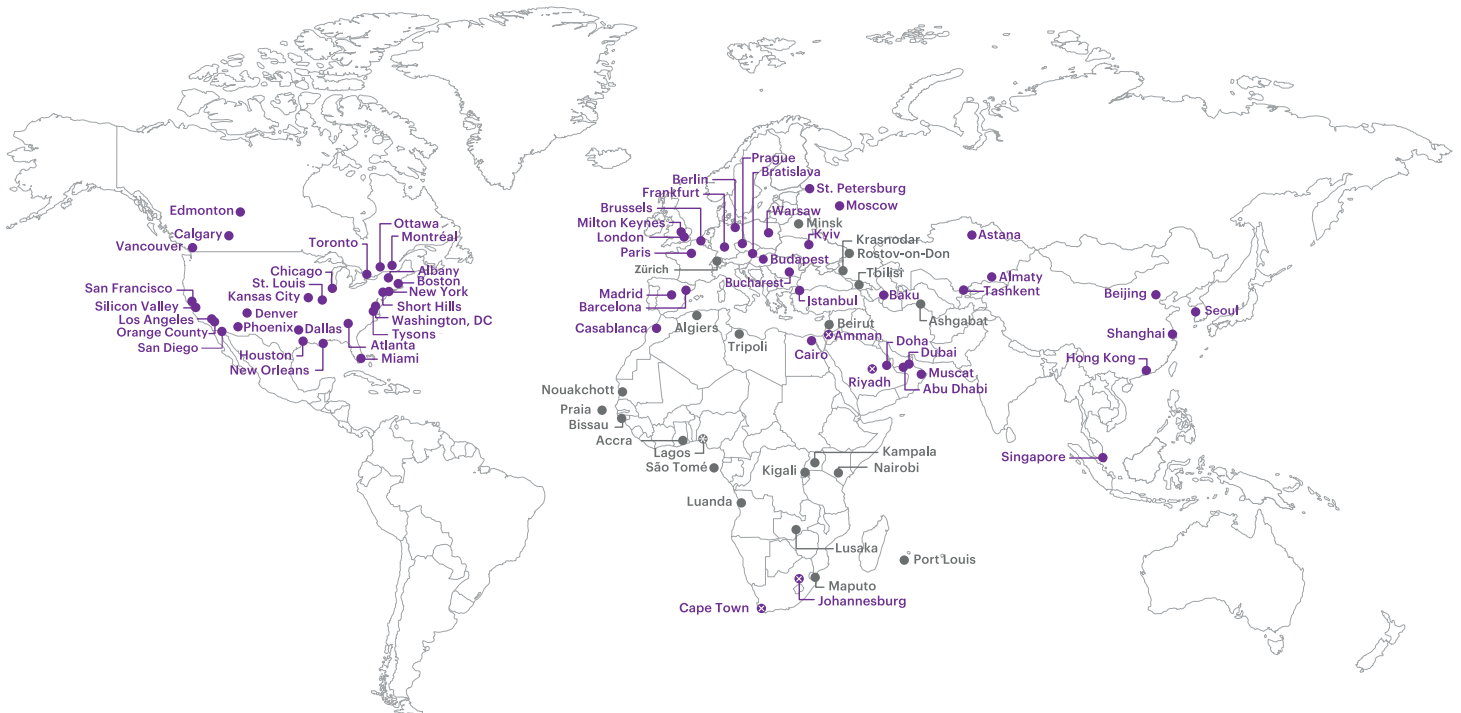 Edmonton
Calgary
Vancouver
Ottawa
Toronto
Montréal
Chicago
Albany
St. Louis
Boston
San Francisco
Kansas City
New York
Silicon Valley
Short Hills
Denver
Los Angeles
Washington, DC
Orange County
Phoenix
Dallas
Tysons
San Diego
Atlanta
Houston
Miami
New Orleans
Prague
Berlin
Bratislava
Frankfurt
St. Petersburg
Moscow
Brussels
Warsaw
Milton Keynes
Minsk
London
Kyiv
Paris
Krasnodar
Rostov-on-Don
Zürich
Budapest
Tbilisi
Bucharest
Madrid
Istanbul
Baku
Barcelona
Casablanca
Algiers
Beirut
Ashgabat
Tripoli
Amman
Cairo
Doha
Dubai
Riyadh
Muscat
Abu Dhabi
Astana
Almaty
Tashkent
Beijing
Seoul
Shanghai
Hong Kong
Singapore
Nouakchott
Praia
Bissau
Accra
Lagos
São Tomé
Kampala
Kigali
Nairobi
Luanda
Lusaka
Port Louis
Maputo
Johannesburg
Cape Town